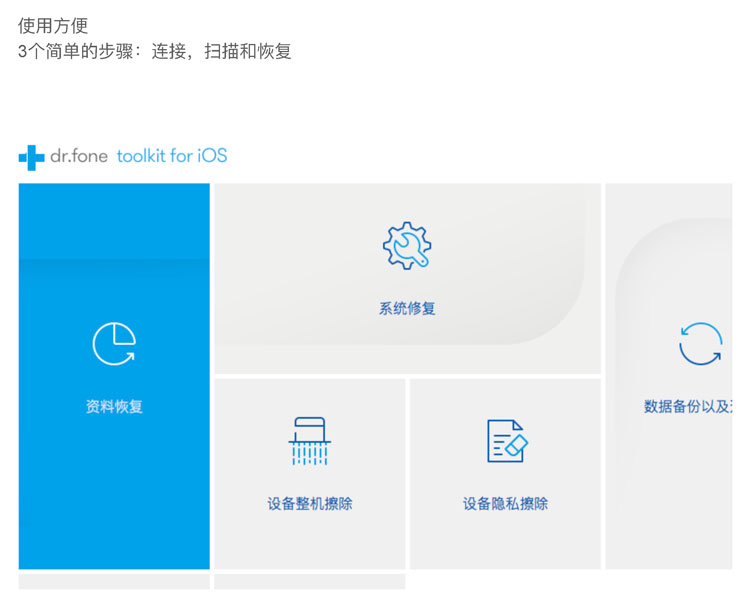 使用方便
3个简单的步骤：连接，扫描和恢复
dr.fone toolkit for iOS
系统修复
资料恢复
数据备份以及
设备整机擦除
设备隐私擦除